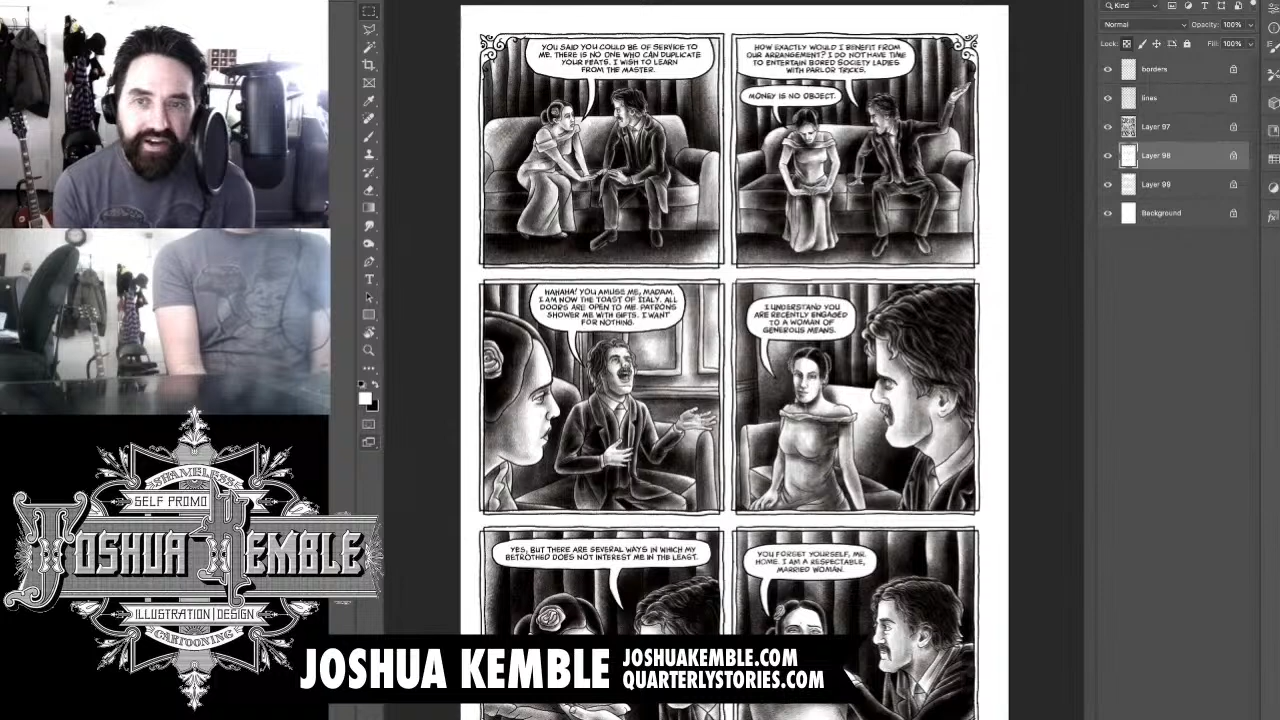 YOU SAID YOU COULD BE OF SERVICE TO
ME. THERE IS NO ONE WHO CAN DUPLICATE
YOUR FEATS. I WISH TO LEARN
FROM THE MASTER.
HOW EXACTLY WOULD I BENEFIT FROM
OUR ARRANGEMENT? I DO NOT HAVE TIME
TO ENTERTAIN BORED SOCIETY LADIES
WITH PARLOR TRICKS.
MONEY IS NO OBJECT.
HAHAHA! YOU AMUSE ME, MADAM.
I AM NOW THE TOAST OF ITALY. ALL
DOORS ARE OPEN TO ME. PATRONS
SHOWER ME WITH GIFTS. I WANT
FOR NOTHING.
I UNDERSTAND YOU
ARE RECENTLY ENGAGED
TO A WOMAN OF
GENEROUS MEANS.
YES, BUT THERE ARE SEVERAL WAYS IN WHICH MY
BETROTHED DOES NOT INTEREST ME IN THE LEAST.
YOU FORGET YOURSELF, MR.
HOME. I AM A RESPECTABLE,
MARRIED WOMAN.
Kind
Normal
Opacity: 100%
Lock:
Fill: 100%
borders
lines
Layer 97
Layer 98
Layer 99
Background
SHAMELESS
SELF PROMO
JOSHUA KEMBLE
ILLUSTRATION|DESIGN
CARTOONING
JOSHUA KEMBLE
JOSHUAKEMBLE.COM
QUARTERLYSTORIES.COM